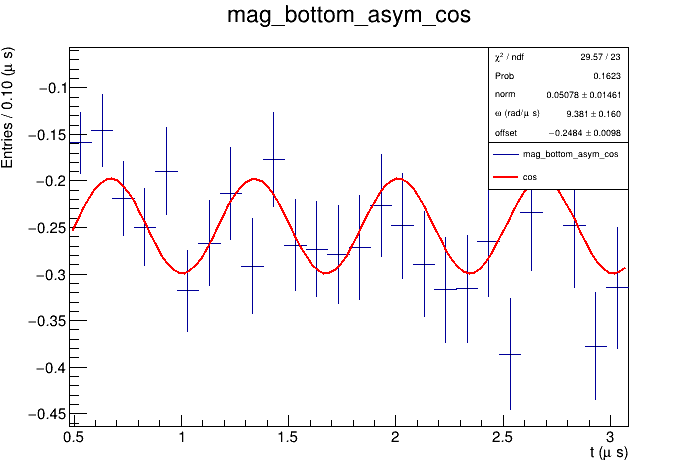 mag_bottom_asym_cos
Entries / 0.10 (μ s)
χ² / ndf 29.57 / 23
Prob 0.1623
norm 0.05078 ± 0.01461
ω (rad/μ s) 9.381 ± 0.160
offset −0.2484 ± 0.0098
mag_bottom_asym_cos
cos
−0.1
−0.15
−0.2
−0.25
−0.3
−0.35
−0.4
−0.45
0.5 1 1.5 2 2.5 3
t (μ s)